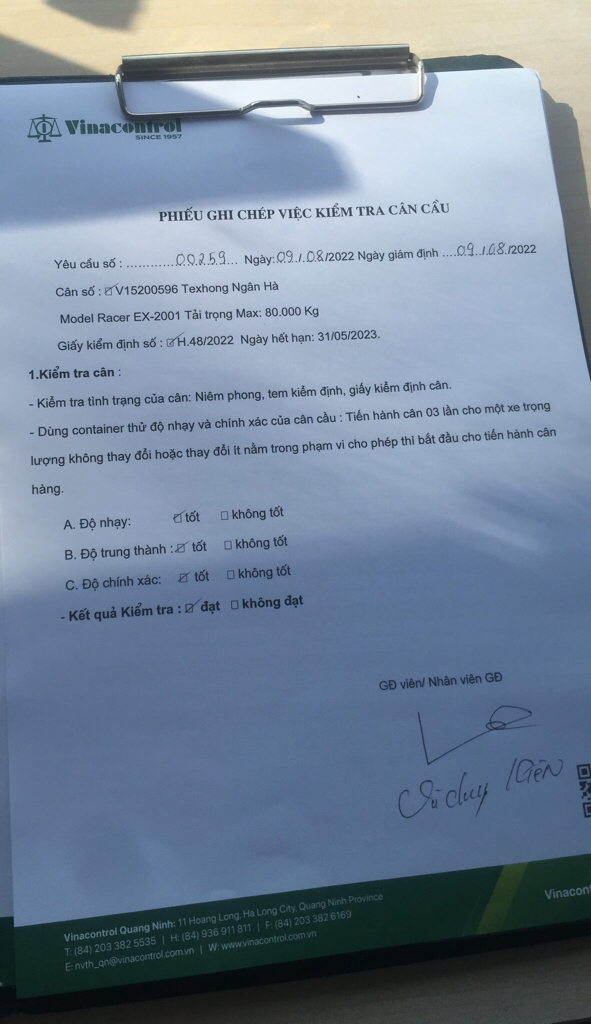 Vinacontrol
SINCE 1957
PHIẾU GHI CHÉP VIỆC KIỂM TRA CÂN CẦU
Yêu cầu số : ............00259... Ngày:09./.08/2022 Ngày giám định ....09../.08./2022
Cân số : ☑V15200596 Texhong Ngân Hà
Model Racer EX-2001 Tải trọng Max: 80.000 Kg
Giấy kiểm định số : ☑H.48/2022 Ngày hết hạn: 31/05/2023.
1.Kiểm tra cân :
- Kiểm tra tình trạng của cân: Niêm phong, tem kiểm định, giấy kiểm định cân.
- Dùng container thử độ nhạy và chính xác của cân cầu : Tiến hành cân 03 lần cho một xe trọng
lượng không thay đổi hoặc thay đổi ít nằm trong phạm vi cho phép thì bắt đầu cho tiến hành cân
hàng.
A. Độ nhạy: ☑ tốt ☐ không tốt
B. Độ trung thành : ☑ tốt ☐ không tốt
C. Độ chính xác: ☑ tốt ☐ không tốt
- Kết quả Kiểm tra : ☑ đạt ☐ không đạt
GĐ viên/ Nhân viên GĐ
Vũ duy
Vinacontrol Quang Ninh: 11 Hoang Long, Ha Long City, Quang Ninh Province
T: (84) 203 382 5535 | H: (84) 936 911 811 | F: (84) 203 382 6169
E: nvth_qn@vinacontrol.com.vn | W: www.vinacontrol.com.vn
Vinacon